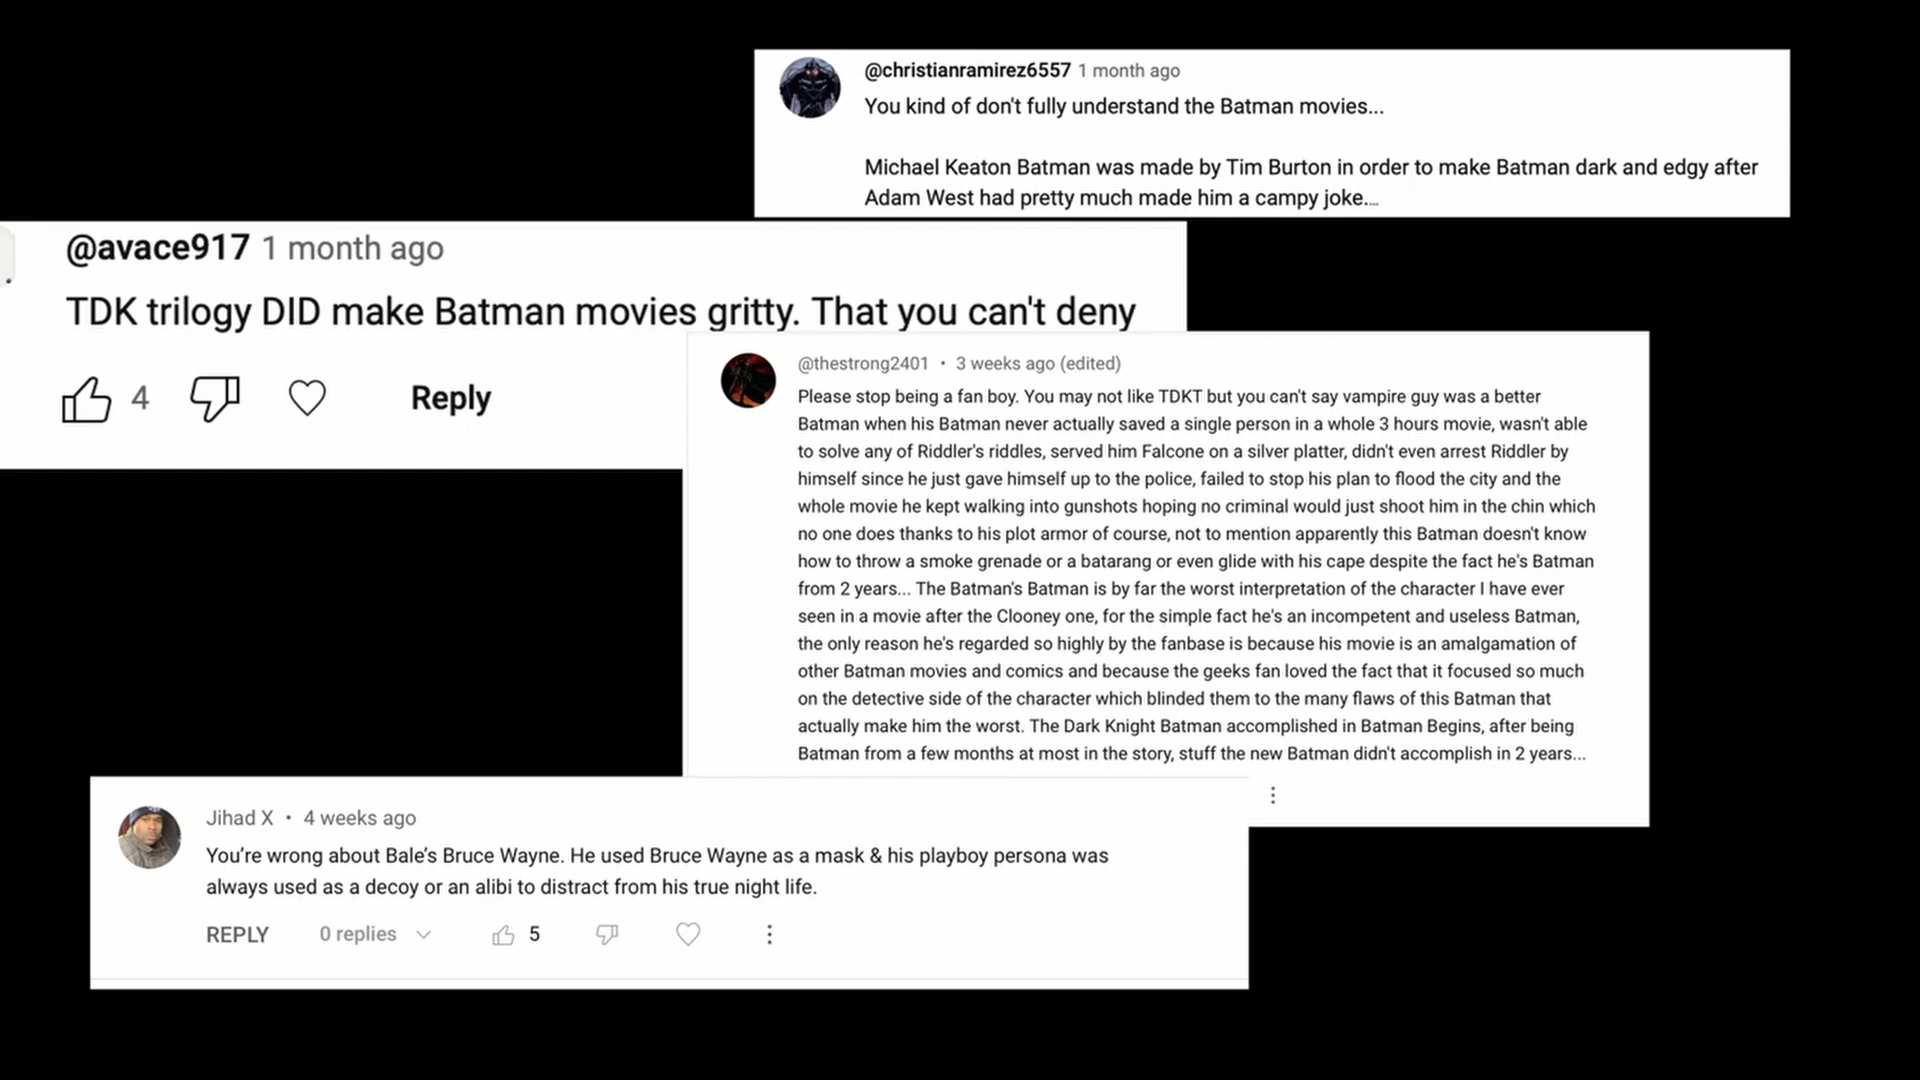 @christianramirez6557 1 month ago
You kind of don't fully understand the Batman movies...
Michael Keaton Batman was made by Tim Burton in order to make Batman dark and edgy after
Adam West had pretty much made him a campy joke...
@avace917 1 month ago
TDK trilogy DID make Batman movies gritty. That you can't deny
4 Reply
@thestrong2401 • 3 weeks ago (edited)
Please stop being a fan boy. You may not like TDKT but you can't say vampire guy was a better
Batman when his Batman never actually saved a single person in a whole 3 hours movie, wasn't able
to solve any of Riddler's riddles, served him Falcone on a silver platter, didn't even arrest Riddler by
himself since he just gave himself up to the police, failed to stop his plan to flood the city and the
whole movie he kept walking into gunshots hoping no criminal would just shoot him in the chin which
no one does thanks to his plot armor of course, not to mention apparently this Batman doesn't know
how to throw a smoke grenade or a batarang or even glide with his cape despite the fact he's Batman
from 2 years... The Batman's Batman is by far the worst interpretation of the character I have ever
seen in a movie after the Clooney one, for the simple fact he's an incompetent and useless Batman,
the only reason he's regarded so highly by the fanbase is because his movie is an amalgamation of
other Batman movies and comics and because the geeks fan loved the fact that it focused so much
on the detective side of the character which blinded them to the many flaws of this Batman that
actually make him the worst. The Dark Knight Batman accomplished in Batman Begins, after being
Batman from a few months at most in the story, stuff the new Batman didn't accomplish in 2 years...
Jihad X • 4 weeks ago
You’re wrong about Bale’s Bruce Wayne. He used Bruce Wayne as a mask & his playboy persona was
always used as a decoy or an alibi to distract from his true night life.
REPLY 0 replies 5